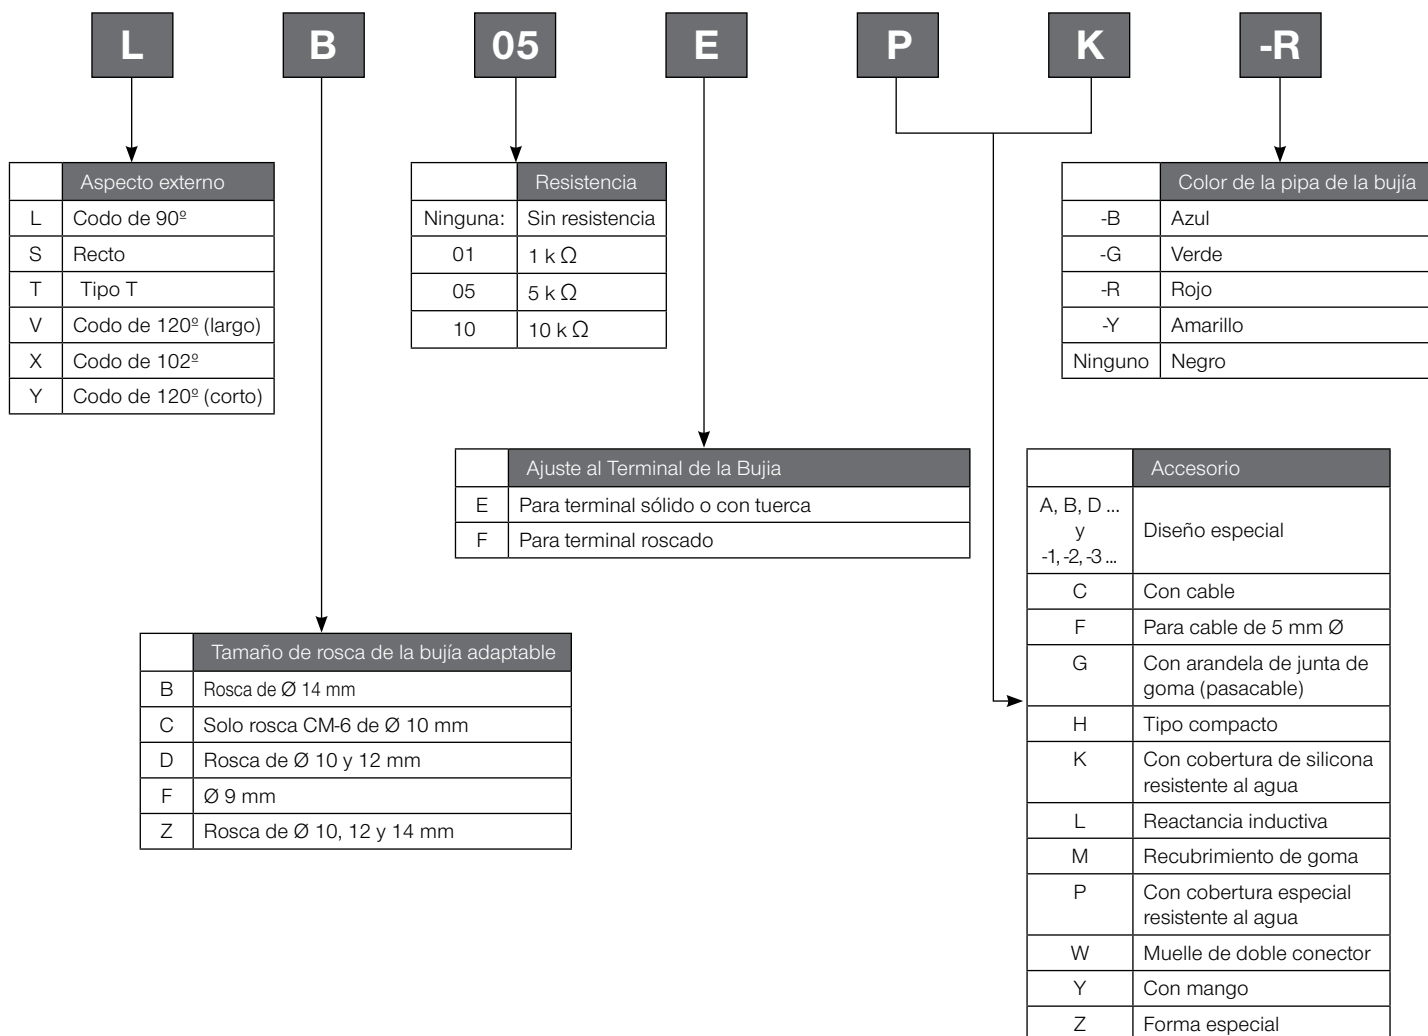 L B 05 E P K -R
Aspecto externo
L Codo de 90º
S Recto
T Tipo T
V Codo de 120º (largo)
X Codo de 102º
Y Codo de 120º (corto)
Resistencia
Ninguna: Sin resistencia
01 1 k Ω
05 5 k Ω
10 10 k Ω
Color de la pipa de la bujía
-B Azul
-G Verde
-R Rojo
-Y Amarillo
Ninguno Negro
Ajuste al Terminal de la Bujia
E Para terminal sólido o con tuerca
F Para terminal roscado
Tamaño de rosca de la bujía adaptable
B Rosca de Ø 14 mm
C Solo rosca CM-6 de Ø 10 mm
D Rosca de Ø 10 y 12 mm
F Ø 9 mm
Z Rosca de Ø 10, 12 y 14 mm
Accesorio
A, B, D ...
y
-1, -2, -3 ...
Diseño especial
C Con cable
F Para cable de 5 mm Ø
G Con arandela de junta de
goma (pasacable)
H Tipo compacto
K Con cobertura de silicona
resistente al agua
L Reactancia inductiva
M Recubrimiento de goma
P Con cobertura especial
resistente al agua
W Muelle de doble conector
Y Con mango
Z Forma especial